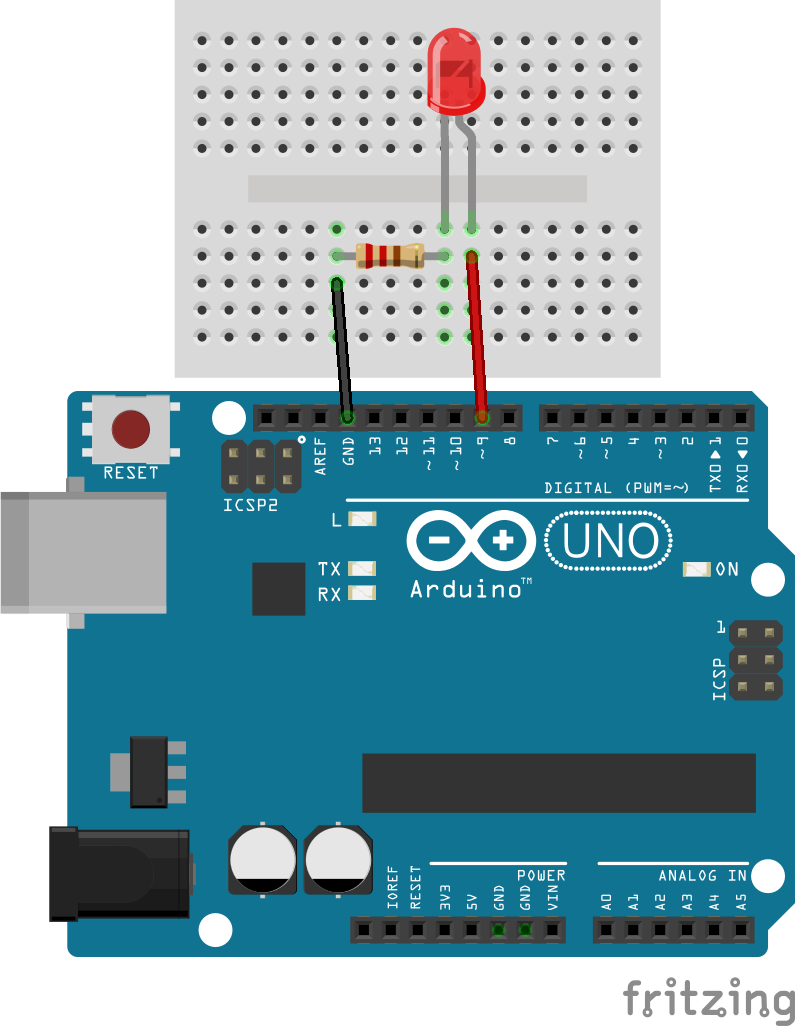 RESET
ICSP2
AREF
GND
13
12
~11
~10
~9
8
7
~6
~5
4
~3
2
TX0▶1
RX0◀0
DIGITAL (PWM=~)
L
TX
RX
UNO
Arduino™
ON
1
ICSP
IOREF
RESET
3V3
5V
GND
GND
VIN
POWER
ANALOG IN
A0
A1
A2
A3
A4
A5
fritzing